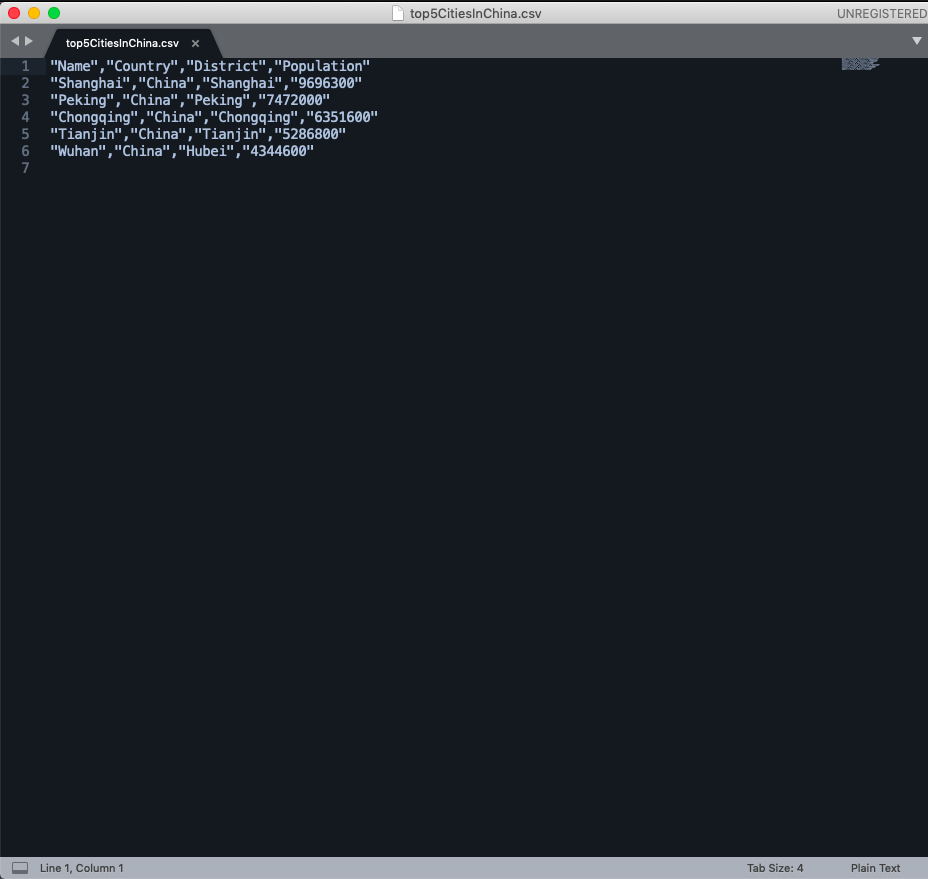 top5CitiesInChina.csv
UNREGISTERED
top5CitiesInChina.csv ×
1 "Name","Country","District","Population"
2 "Shanghai","China","Shanghai","9696300"
3 "Peking","China","Peking","7472000"
4 "Chongqing","China","Chongqing","6351600"
5 "Tianjin","China","Tianjin","5286800"
6 "Wuhan","China","Hubei","4344600"
7
Line 1, Column 1
Tab Size: 4
Plain Text